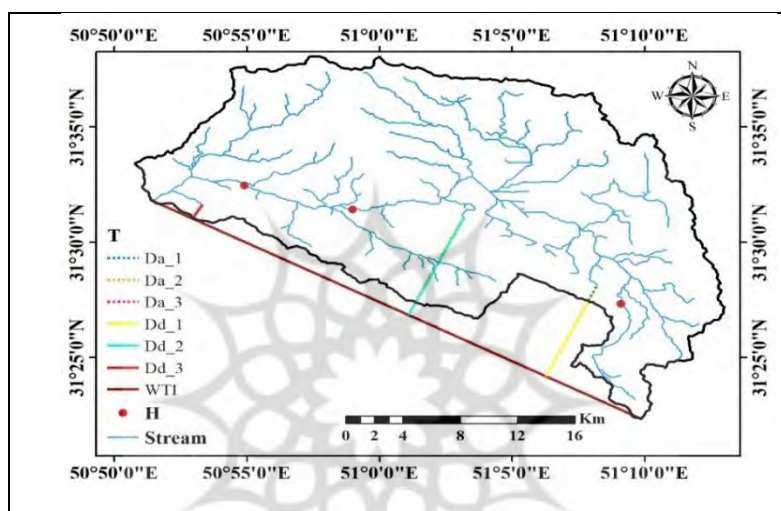 50°50'0"E 50°55'0"E 51°0'0"E 51°5'0"E 51°10'0"E
N
W E
S
31°35'0"N 31°35'0"N
31°30'0"N 31°30'0"N
31°25'0"N 31°25'0"N
T
Da_1
Da_2
Da_3
Dd_1
Dd_2
Dd_3
WTI
H
Stream
Km
0 2 4 8 12 16
50°50'0"E 50°55'0"E 51°0'0"E 51°5'0"E 51°10'0"E